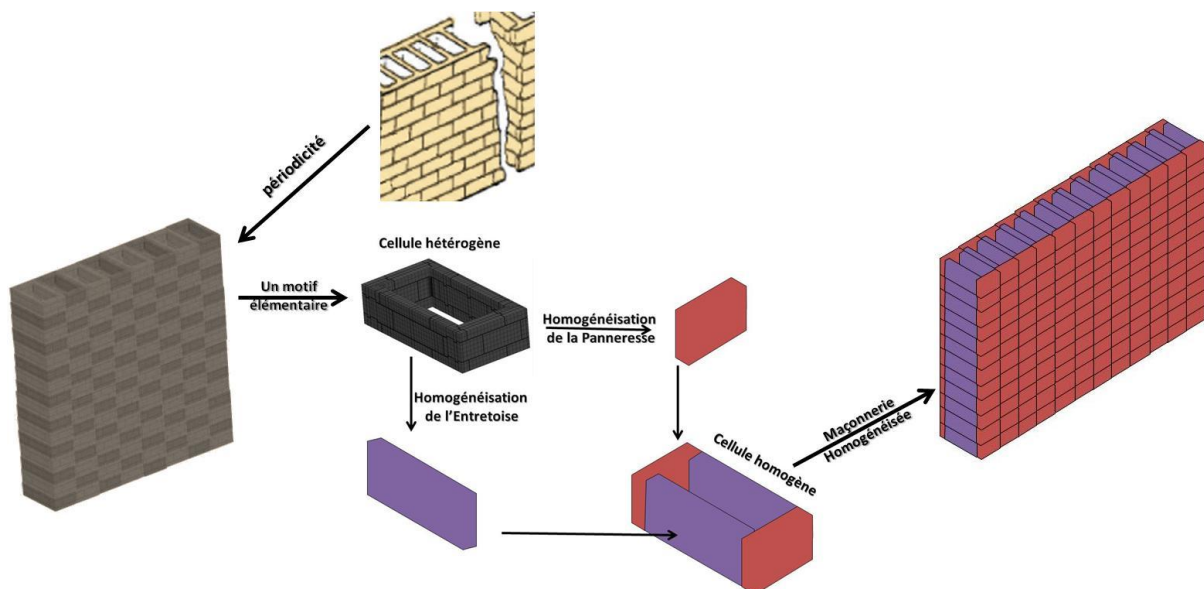 périodicité
Cellule hétérogène
Un motif
élémentaire
Homogénéisation
de la Panneresse
Homogénéisation
de l'Entretoise
Cellule homogène
Maçonnerie
Homogénéisée